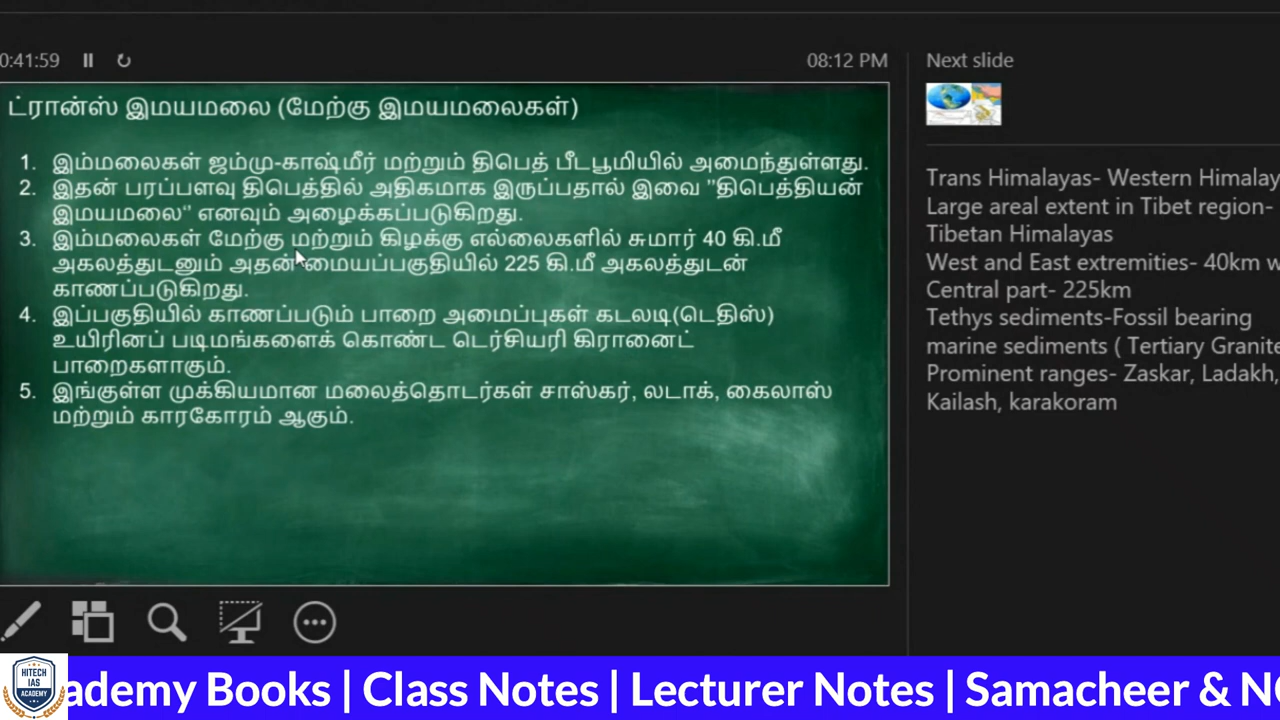 0:41:59
08:12 PM
Next slide
ட்ரான்ஸ் இமயமலை (மேற்கு இமயமலைகள்)
1. இம்மலைகள் ஜம்மு-காஷ்மீர் மற்றும் திபெத் பீடபூமியில் அமைந்துள்ளது.
2. இதன் பரப்பளவு திபெத்தில் அதிகமாக இருப்பதால் இவை "திபெத்தியன்
இமயமலை" எனவும் அழைக்கப்படுகிறது.
3. இம்மலைகள் மேற்கு மற்றும் கிழக்கு எல்லைகளில் சுமார் 40 கி.மீ
அகலத்துடனும் அதன் மையப்பகுதியில் 225 கி.மீ அகலத்துடன்
காணப்படுகிறது.
4. இப்பகுதியில் காணப்படும் பாறை அமைப்புகள் கடலடி(டெதிஸ்)
உயிரினப் படிமங்களைக் கொண்ட டெர்சியரி கிரானைட்
பாறைகளாகும்.
5. இங்குள்ள முக்கியமான மலைத்தொடர்கள் சாஸ்கர், லடாக், கைலாஸ்
மற்றும் காரகோரம் ஆகும்.
Trans Himalayas- Western Himalay
Large areal extent in Tibet region-
Tibetan Himalayas
West and East extremities- 40km w
Central part- 225km
Tethys sediments-Fossil bearing
marine sediments ( Tertiary Granite
Prominent ranges- Zaskar, Ladakh,
Kailash, karakoram
HITECH
IAS
ACADEMY
ademy Books | Class Notes | Lecturer Notes | Samacheer & NC